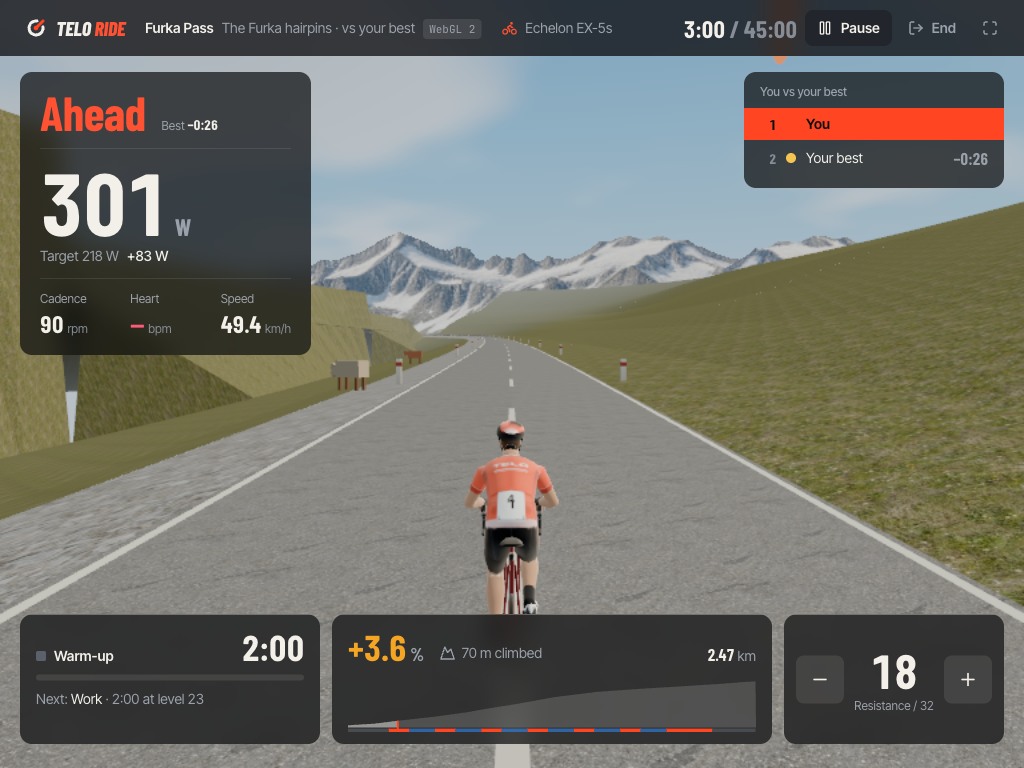 TELO RIDE
Furka Pass The Furka hairpins · vs your best WebGL 2 Echelon EX-5s 3:00 / 45:00 Pause End
Ahead Best −0:26
301 W
Target 218 W +83 W
Cadence Heart Speed
90 rpm — bpm 49.4 km/h
You vs your best
1 You
2 Your best −0:26
TELO
1
Warm-up 2:00
Next: Work · 2:00 at level 23
+3.6 % 70 m climbed 2.47 km
− 18 +
Resistance / 32